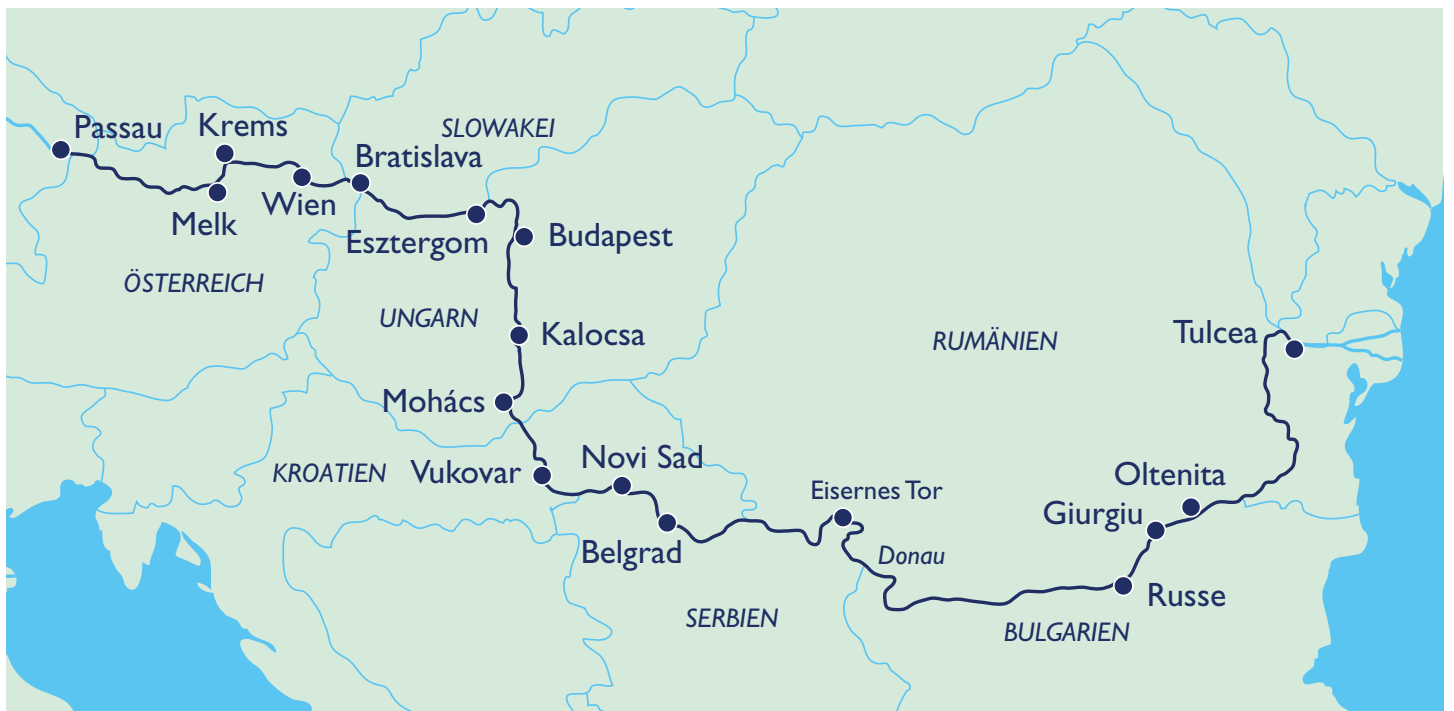 Passau
Krems
SLOWAKEI
Bratislava
Melk
Wien
Esztergom
Budapest
ÖSTERREICH
UNGARN
Kalocsa
RUMÄNIEN
Tulcea
Mohács
KROATIEN
Vukovar
Novi Sad
Eisernes Tor
Oltenita
Giurgiu
Belgrad
Donau
Russe
SERBIEN
BULGARIEN